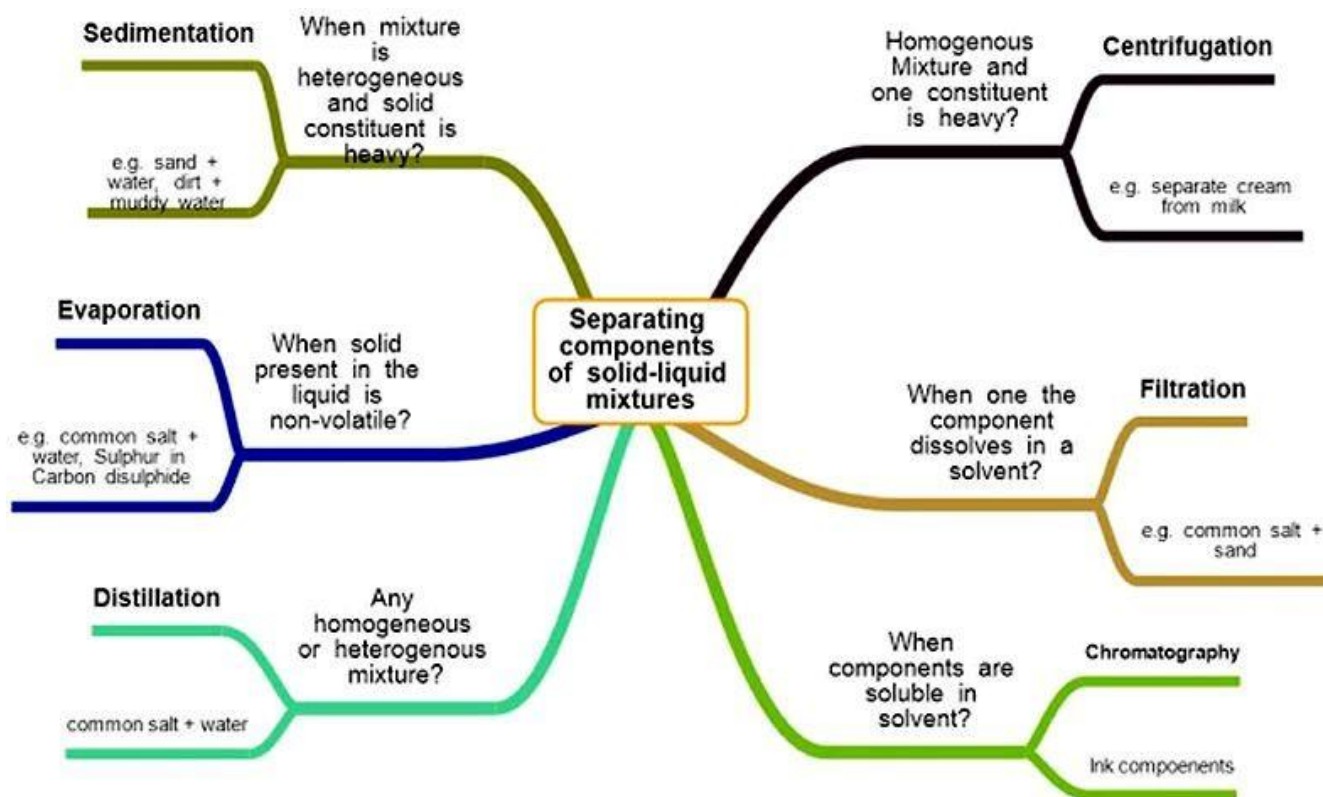 Sedimentation
When mixture
is
heterogeneous
and solid
constituent is
heavy?
e.g. sand +
water, dirt +
muddy water
Homogenous
Mixture and
one constituent
is heavy?
Centrifugation
e.g. separate cream
from milk
Separating
components
of solid-liquid
mixtures
Evaporation
When solid
present in the
liquid is
non-volatile?
e.g. common salt +
water, Sulphur in
Carbon disulphide
When one the
component
dissolves in a
solvent?
Filtration
e.g. common salt +
sand
Distillation
Any
homogeneous
or heterogenous
mixture?
common salt + water
When
components are
soluble in
solvent?
Chromatography
Ink compoenents